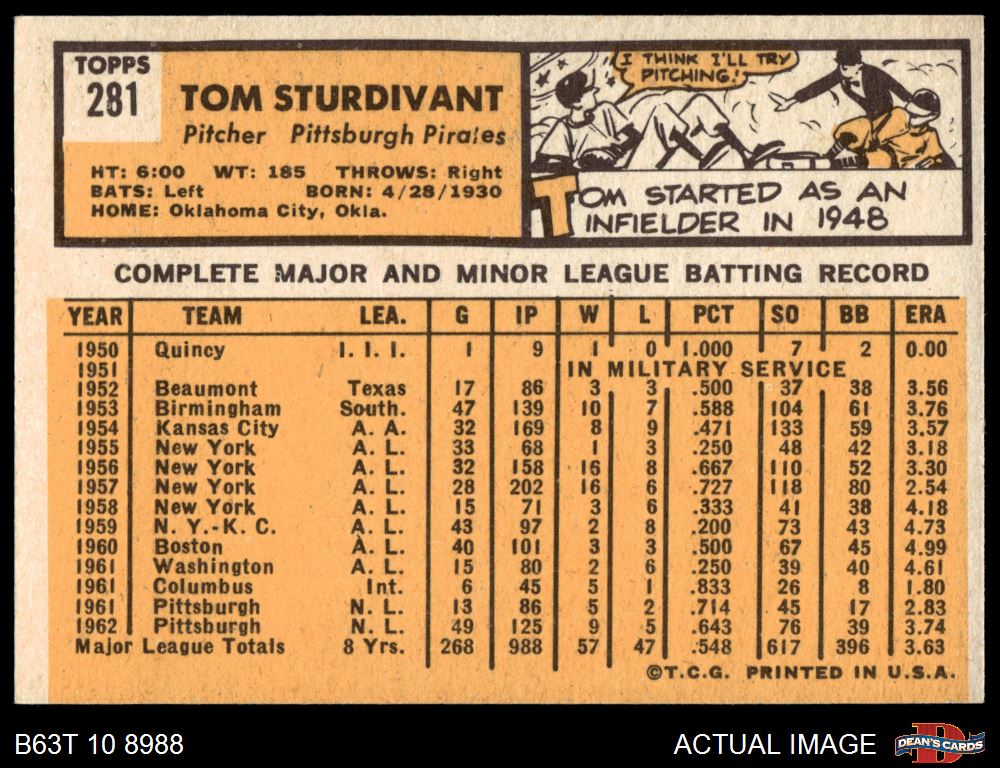 TOPPS
281
TOM STURDIVANT
Pitcher Pittsburgh Pirates
HT: 6:00 WT: 185 THROWS: Right
BATS: Left BORN: 4/28/1930
HOME: Oklahoma City, Okla.
I THINK I'LL TRY
PITCHING!
TOM STARTED AS AN
INFIELDER IN 1948
COMPLETE MAJOR AND MINOR LEAGUE BATTING RECORD
YEAR TEAM LEA. G IP W L PCT SO BB ERA
1950 Quincy I. I. I. 1 9 1 0 1.000 7 2 0.00
1951 IN MILITARY SERVICE
1952 Beaumont Texas 17 86 3 3 .500 37 38 3.56
1953 Birmingham South. 47 139 10 7 .588 104 61 3.76
1954 Kansas City A. A. 32 169 8 9 .471 133 59 3.57
1955 New York A. L. 33 68 1 3 .250 48 42 3.18
1956 New York A. L. 32 158 16 8 .667 110 52 3.30
1957 New York A. L. 28 202 16 6 .727 118 80 2.54
1958 New York A. L. 15 71 3 6 .333 41 38 4.18
1959 N. Y.-K. C. A. L. 43 97 2 8 .200 73 43 4.73
1960 Boston A. L. 40 101 3 3 .500 67 45 4.99
1961 Washington A. L. 15 80 2 6 .250 39 40 4.61
1961 Columbus Int. 6 45 5 1 .833 26 8 1.80
1961 Pittsburgh N. L. 13 86 5 2 .714 45 17 2.83
1962 Pittsburgh N. L. 49 125 9 5 .643 76 39 3.74
Major League Totals 8 Yrs. 268 988 57 47 .548 617 396 3.63
©T.C.G. PRINTED IN U.S.A.
B63T 10 8988
ACTUAL IMAGE
D
DEAN'S CARDS